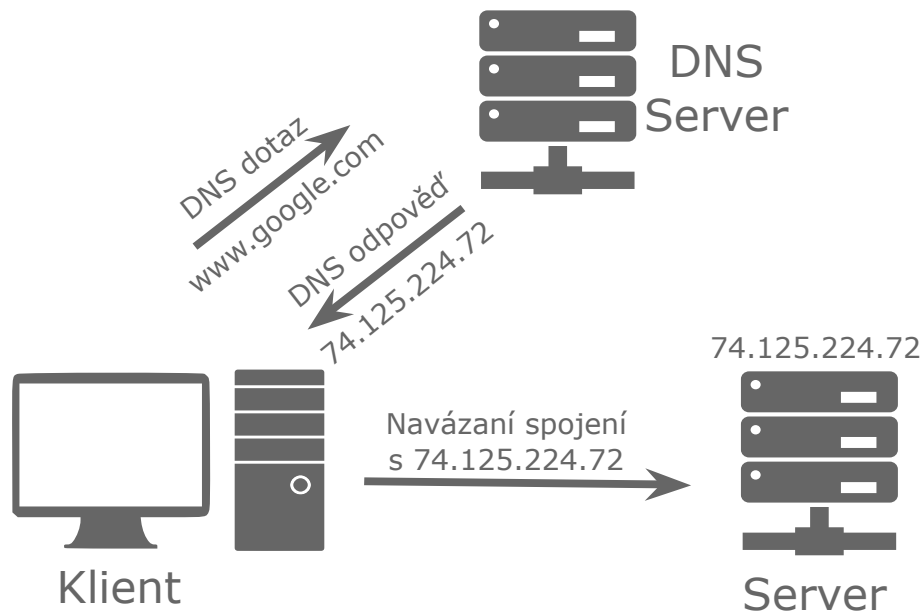 DNS
Server
DNS dotaz
www.google.com
DNS odpověď
74.125.224.72
74.125.224.72
Navázaní spojení
s 74.125.224.72
Klient
Server